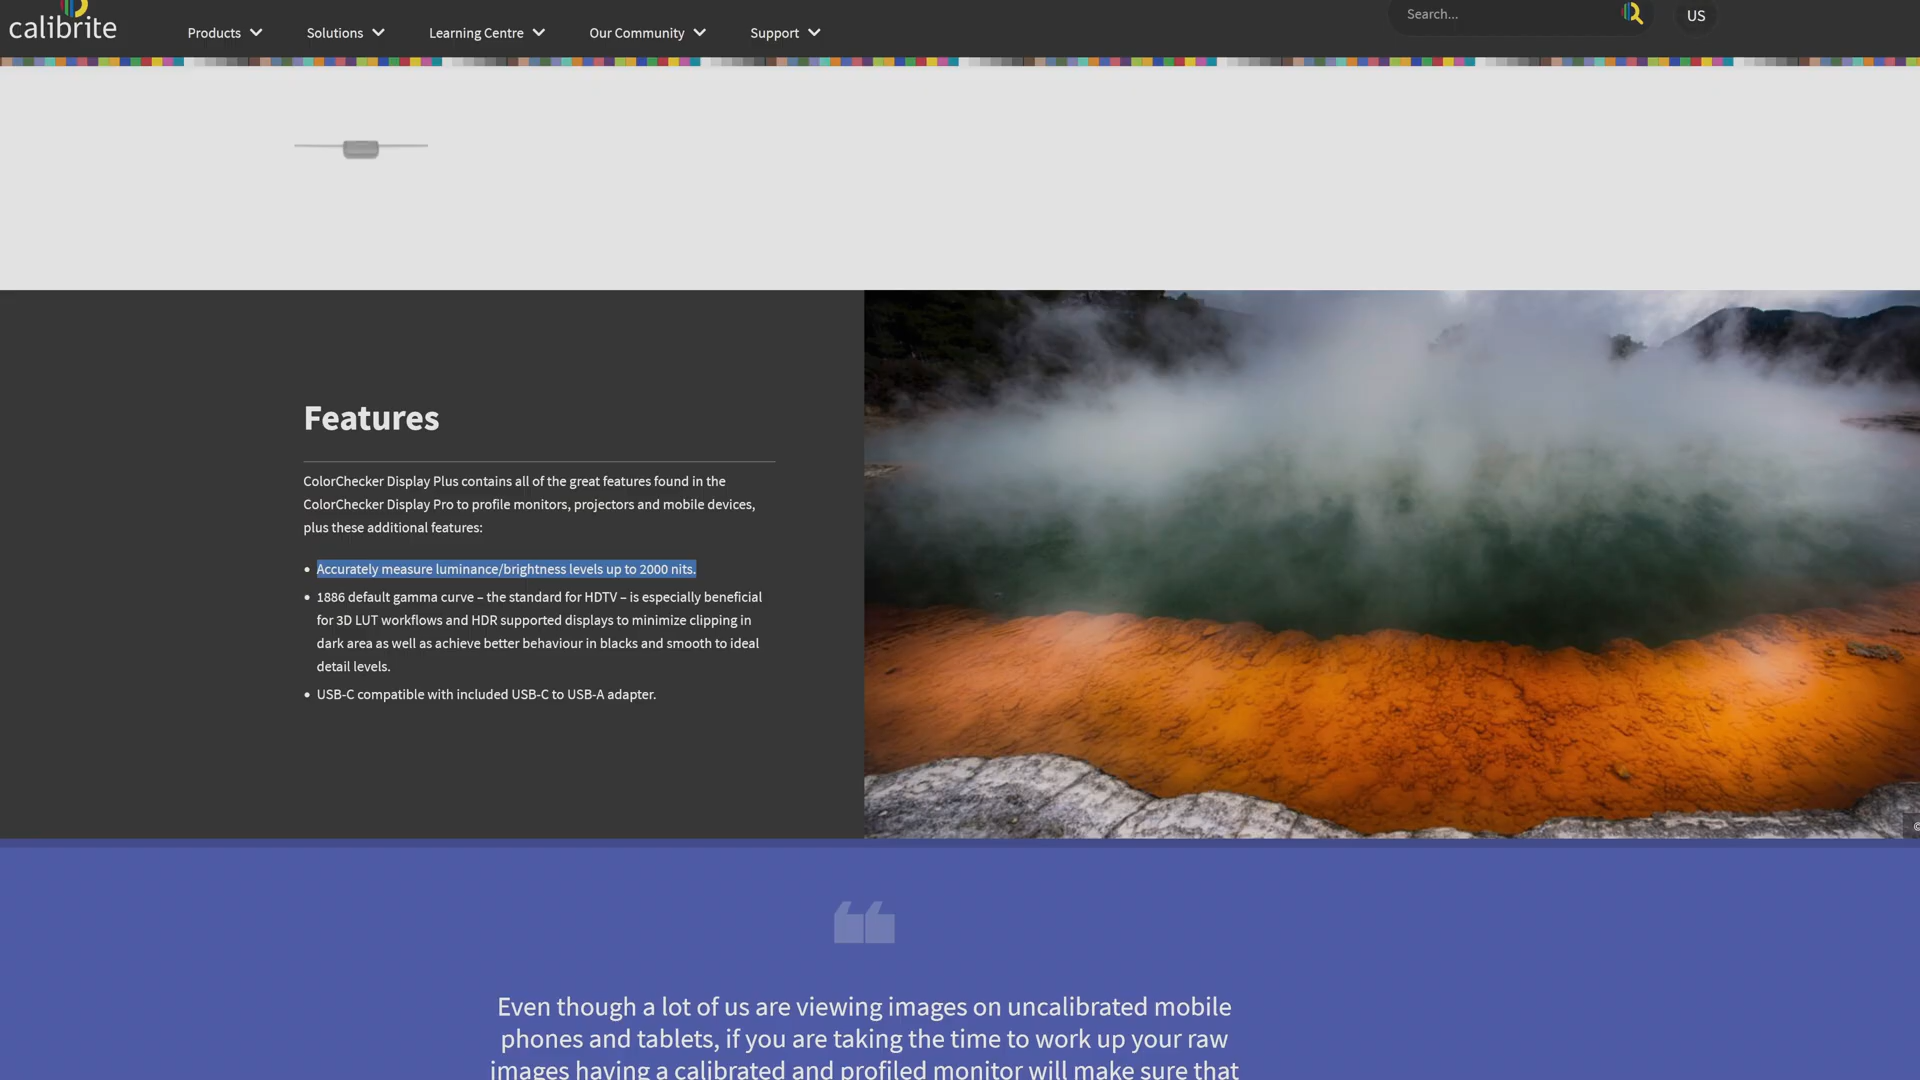 calibrite
Products
Solutions
Learning Centre
Our Community
Support
Search...
US
Features
ColorChecker Display Plus contains all of the great features found in the
ColorChecker Display Pro to profile monitors, projectors and mobile devices,
plus these additional features:
• Accurately measure luminance/brightness levels up to 2000 nits.
• 1886 default gamma curve – the standard for HDTV – is especially beneficial
for 3D LUT workflows and HDR supported displays to minimize clipping in
dark area as well as achieve better behaviour in blacks and smooth to ideal
detail levels.
• USB-C compatible with included USB-C to USB-A adapter.
©
❝
Even though a lot of us are viewing images on uncalibrated mobile
phones and tablets, if you are taking the time to work up your raw
images having a calibrated and profiled monitor will make sure that